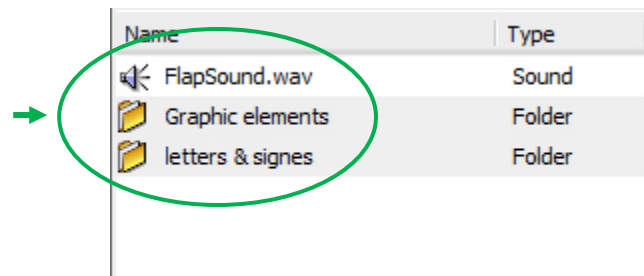 Name Type
FlapSound.wav Sound
Graphic elements Folder
letters & signes Folder